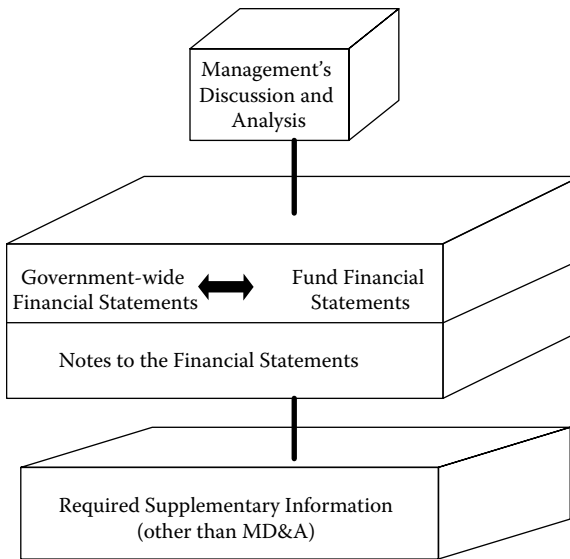 Management’s
Discussion and
Analysis
Government-wide
Financial Statements
Fund Financial
Statements
Notes to the Financial Statements
Required Supplementary Information
(other than MD&A)